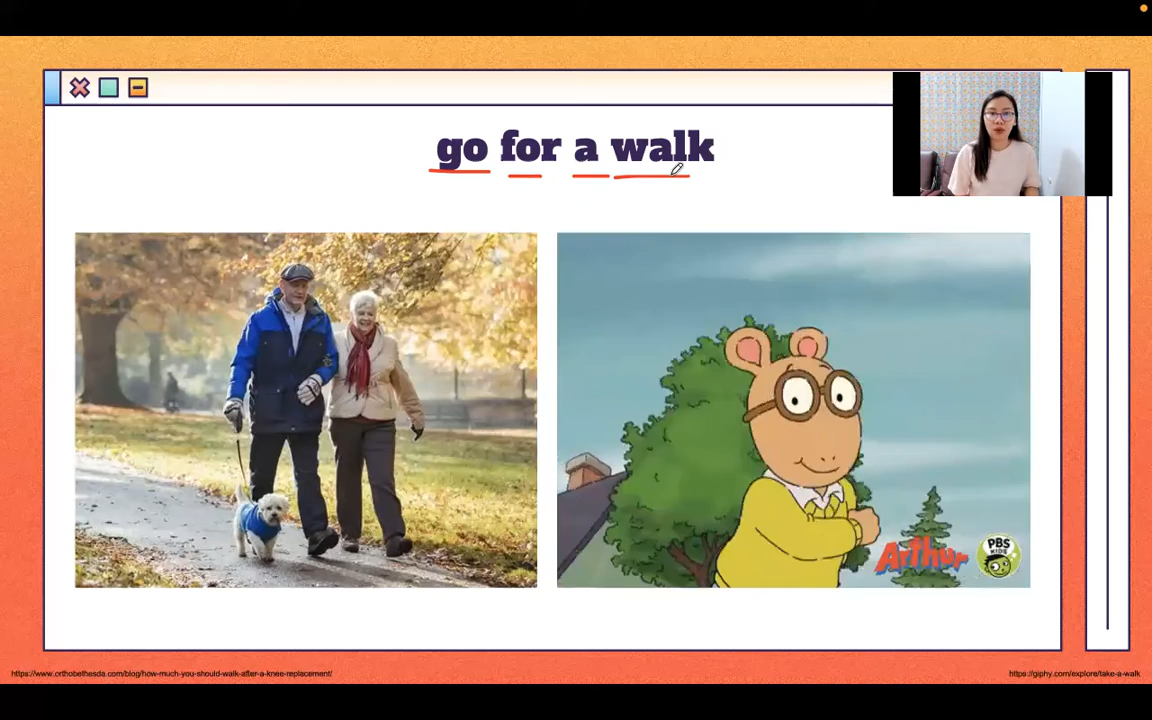 go for a walk
Arthur
PBS
KIDS
https://www.orthobethesda.com/blog/how-much-you-should-walk-after-a-knee-replacement/
https://giphy.com/explore/take-a-walk